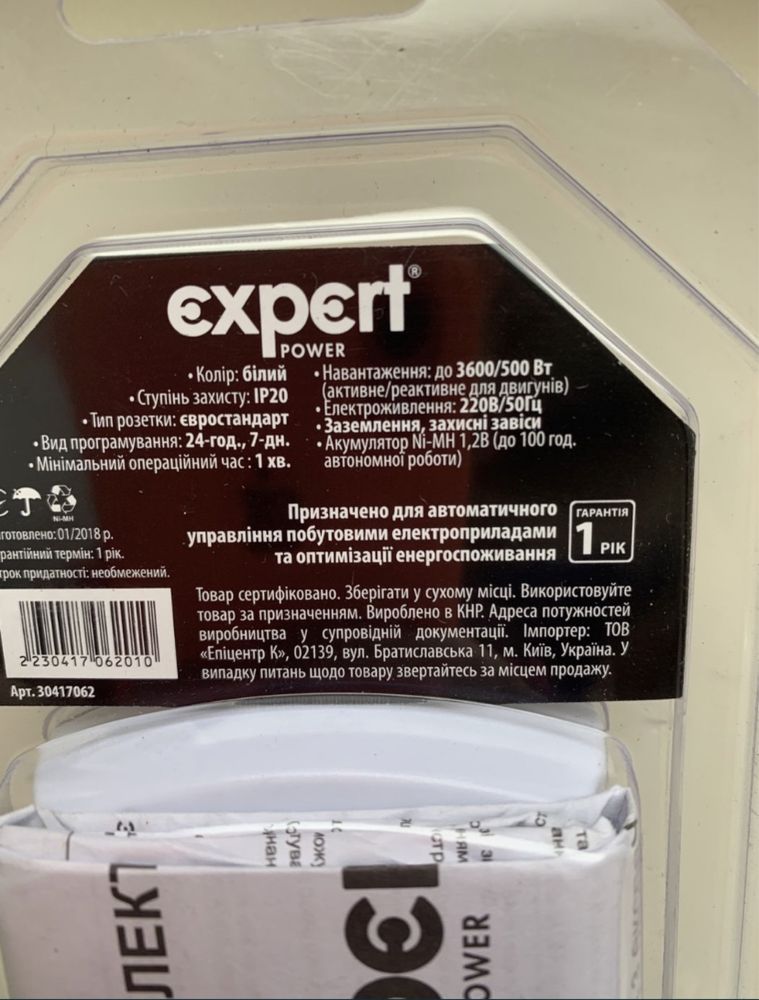 expert®
POWER
• Колір: білий
• Ступінь захисту: IP20
• Тип розетки: євростандарт
• Вид програмування: 24-год., 7-дн.
• Мінімальний операційний час : 1 хв.
• Навантаження: до 3600/500 Вт
(активне/реактивне для двигунів)
• Електроживлення: 220В/50Гц
• Заземлення, захисні завіси
• Акумулятор Ni-MH 1,2В (до 100 год.
автономної роботи)
Ni-MH
готовлено: 01/2018 р.
рантійний термін: 1 рік.
трок придатності: необмежений.
Призначено для автоматичного
управління побутовими електроприладами
та оптимізації енергоспоживання
ГАРАНТІЯ
1 РІК
Товар сертифіковано. Зберігати у сухому місці. Використовуйте
товар за призначенням. Вироблено в КНР. Адреса потужностей
виробництва у супровідній документації. Імпортер: ТОВ
«Епіцентр К», 02139, вул. Братиславська 11, м. Київ, Україна. У
випадку питань щодо товару звертайтесь за місцем продажу.
2 230417 062010
Арт. 30417062
ЛЕКТ
POWER